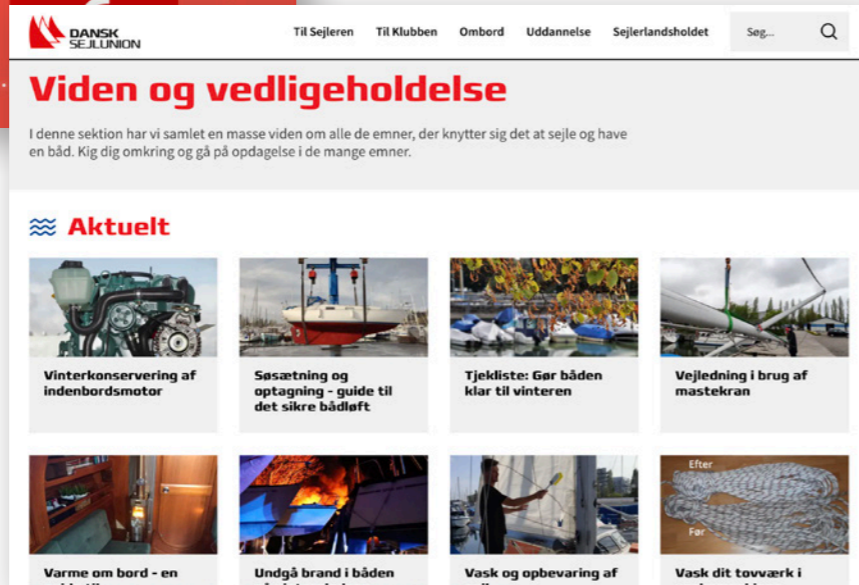 DANSK
SEJLUNION
Til Sejleren
Til Klubben
Ombord
Uddannelse
Sejlerlandsholdet
Søg...
Viden og vedligeholdelse
I denne sektion har vi samlet en masse viden om alle de emner, der knytter sig det at sejle og have
en båd. Kig dig omkring og gå på opdagelse i de mange emner.
Aktuelt
Vinterkonservering af
indenbordsmotor
Søsætning og
optagning - guide til
det sikre bådløft
Tjekliste: Gør båden
klar til vinteren
Vejledning i brug af
mastekran
Efter
Før
Varme om bord - en
Undgå brand i båden
Vask og opbevaring af
Vask dit tovværk i